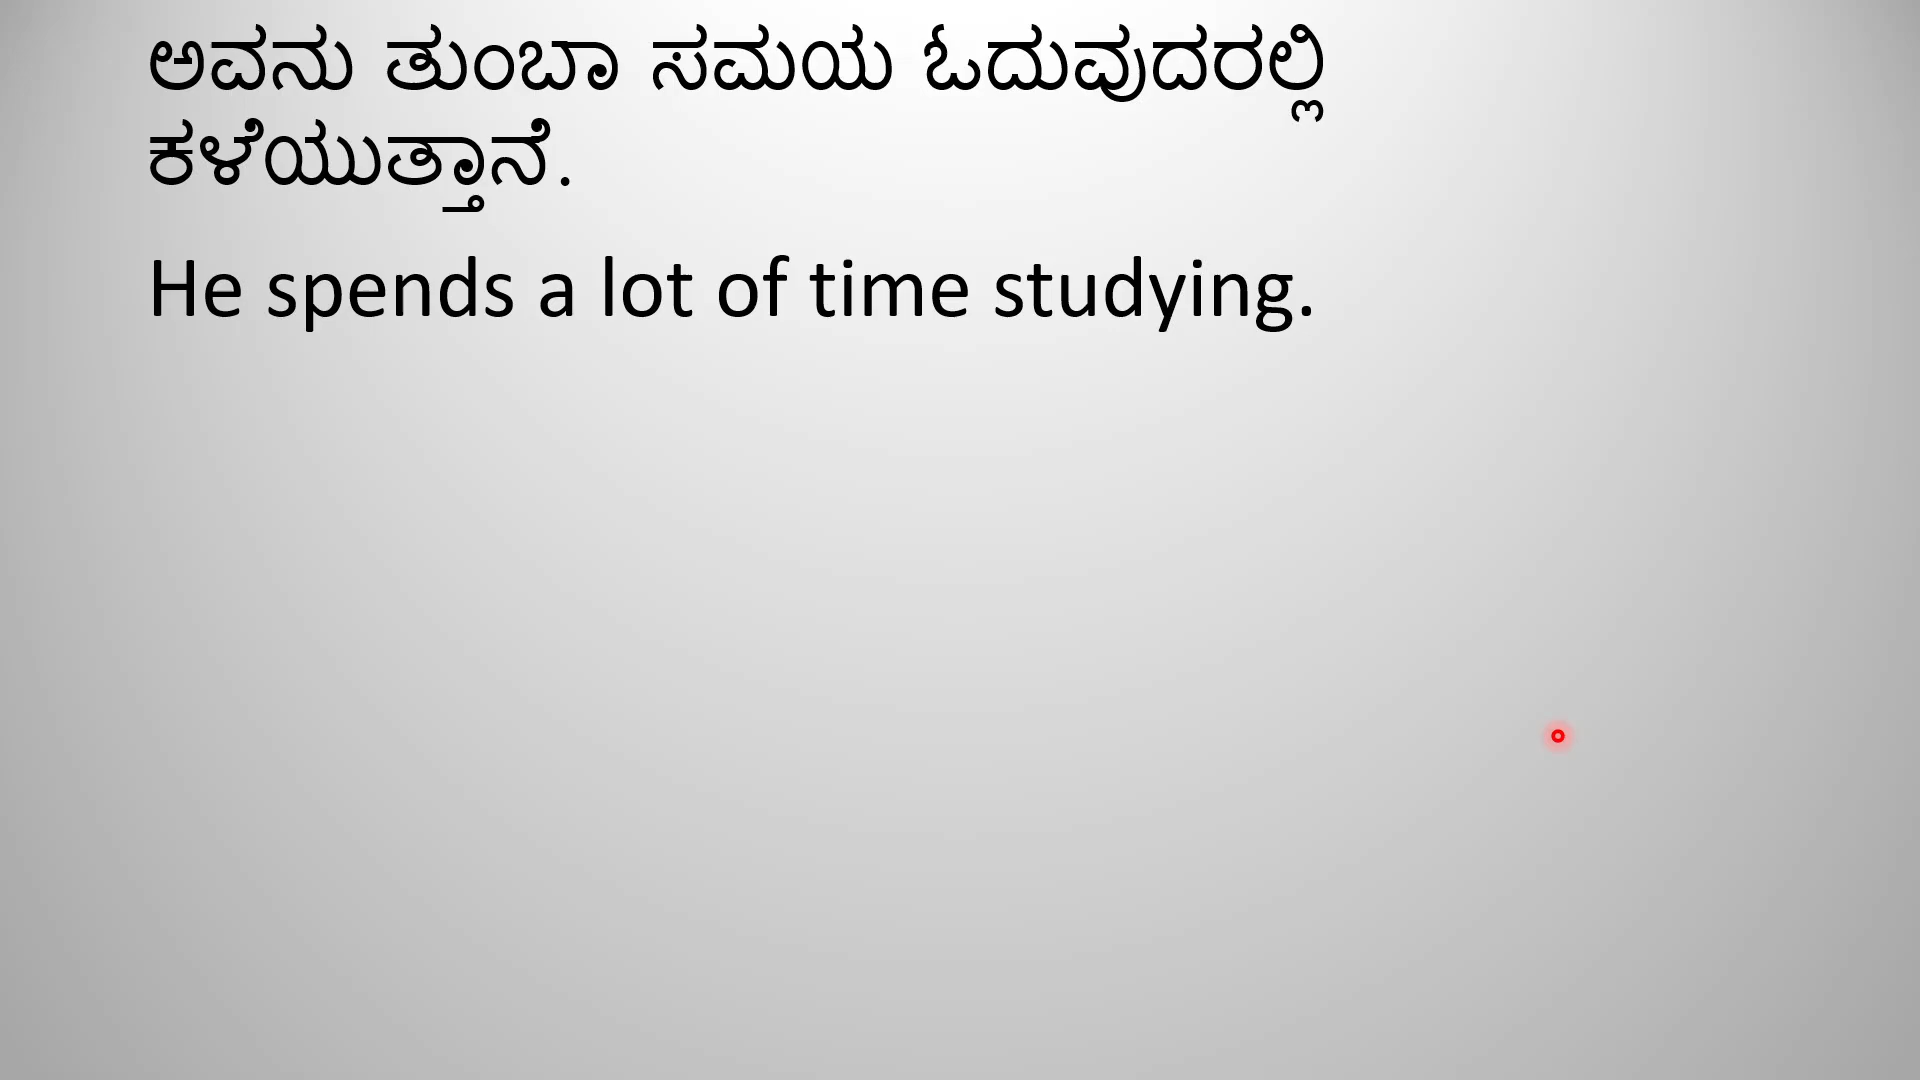 ಅವನು ತುಂಬಾ ಸಮಯ ಓದುವುದರಲ್ಲಿ
ಕಳೆಯುತ್ತಾನೆ.
He spends a lot of time studying.